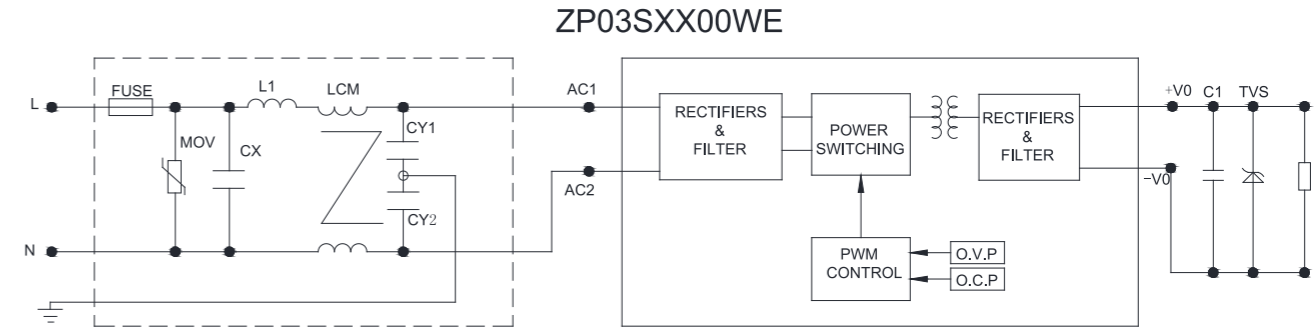 ZP03SXX00WE
FUSE
L1
LCM
L
AC1
+V0
C1
TVS
MOV
CX
CY1
RECTIFIERS
&
FILTER
POWER
SWITCHING
RECTIFIERS
&
FILTER
AC2
-V0
CY2
N
PWM
CONTROL
O.V.P
O.C.P